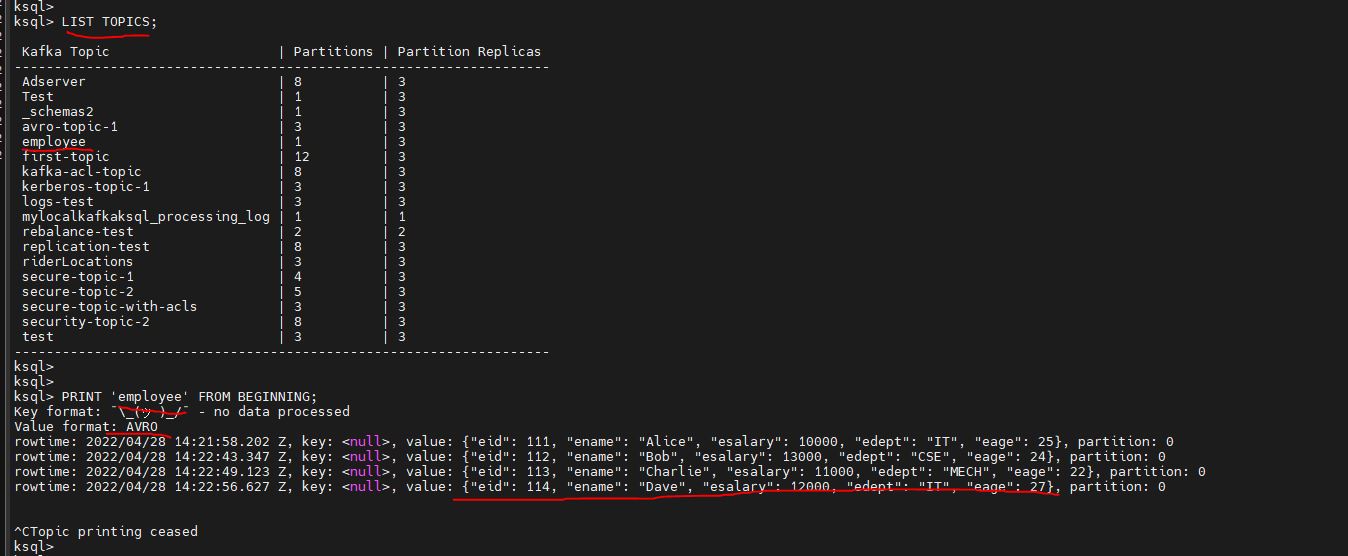 ksql>
ksql> LIST TOPICS;
Kafka Topic | Partitions | Partition Replicas
---------------------------------------------------------------
Adserver | 8 | 3
Test | 1 | 3
_schemas2 | 1 | 3
avro-topic-1 | 3 | 3
employee | 1 | 3
first-topic | 12 | 3
kafka-acl-topic | 8 | 3
kerberos-topic-1 | 3 | 3
logs-test | 3 | 3
mylocalkafkaksql_processing_log | 1 | 1
rebalance-test | 2 | 2
replication-test | 8 | 3
riderLocations | 3 | 3
secure-topic-1 | 4 | 3
secure-topic-2 | 5 | 3
secure-topic-with-acls | 3 | 3
security-topic-2 | 8 | 3
test | 3 | 3
---------------------------------------------------------------
ksql>
ksql>
ksql> PRINT 'employee' FROM BEGINNING;
Key format: ¯\_(ツ)_/¯ - no data processed
Value format: AVRO
rowtime: 2022/04/28 14:21:58.202 Z, key: <null>, value: {"eid": 111, "ename": "Alice", "esalary": 10000, "edept": "IT", "eage": 25}, partition: 0
rowtime: 2022/04/28 14:22:43.347 Z, key: <null>, value: {"eid": 112, "ename": "Bob", "esalary": 13000, "edept": "CSE", "eage": 24}, partition: 0
rowtime: 2022/04/28 14:22:49.123 Z, key: <null>, value: {"eid": 113, "ename": "Charlie", "esalary": 11000, "edept": "MECH", "eage": 22}, partition: 0
rowtime: 2022/04/28 14:22:56.627 Z, key: <null>, value: {"eid": 114, "ename": "Dave", "esalary": 12000, "edept": "IT", "eage": 27}, partition: 0
^CTopic printing ceased
ksql>